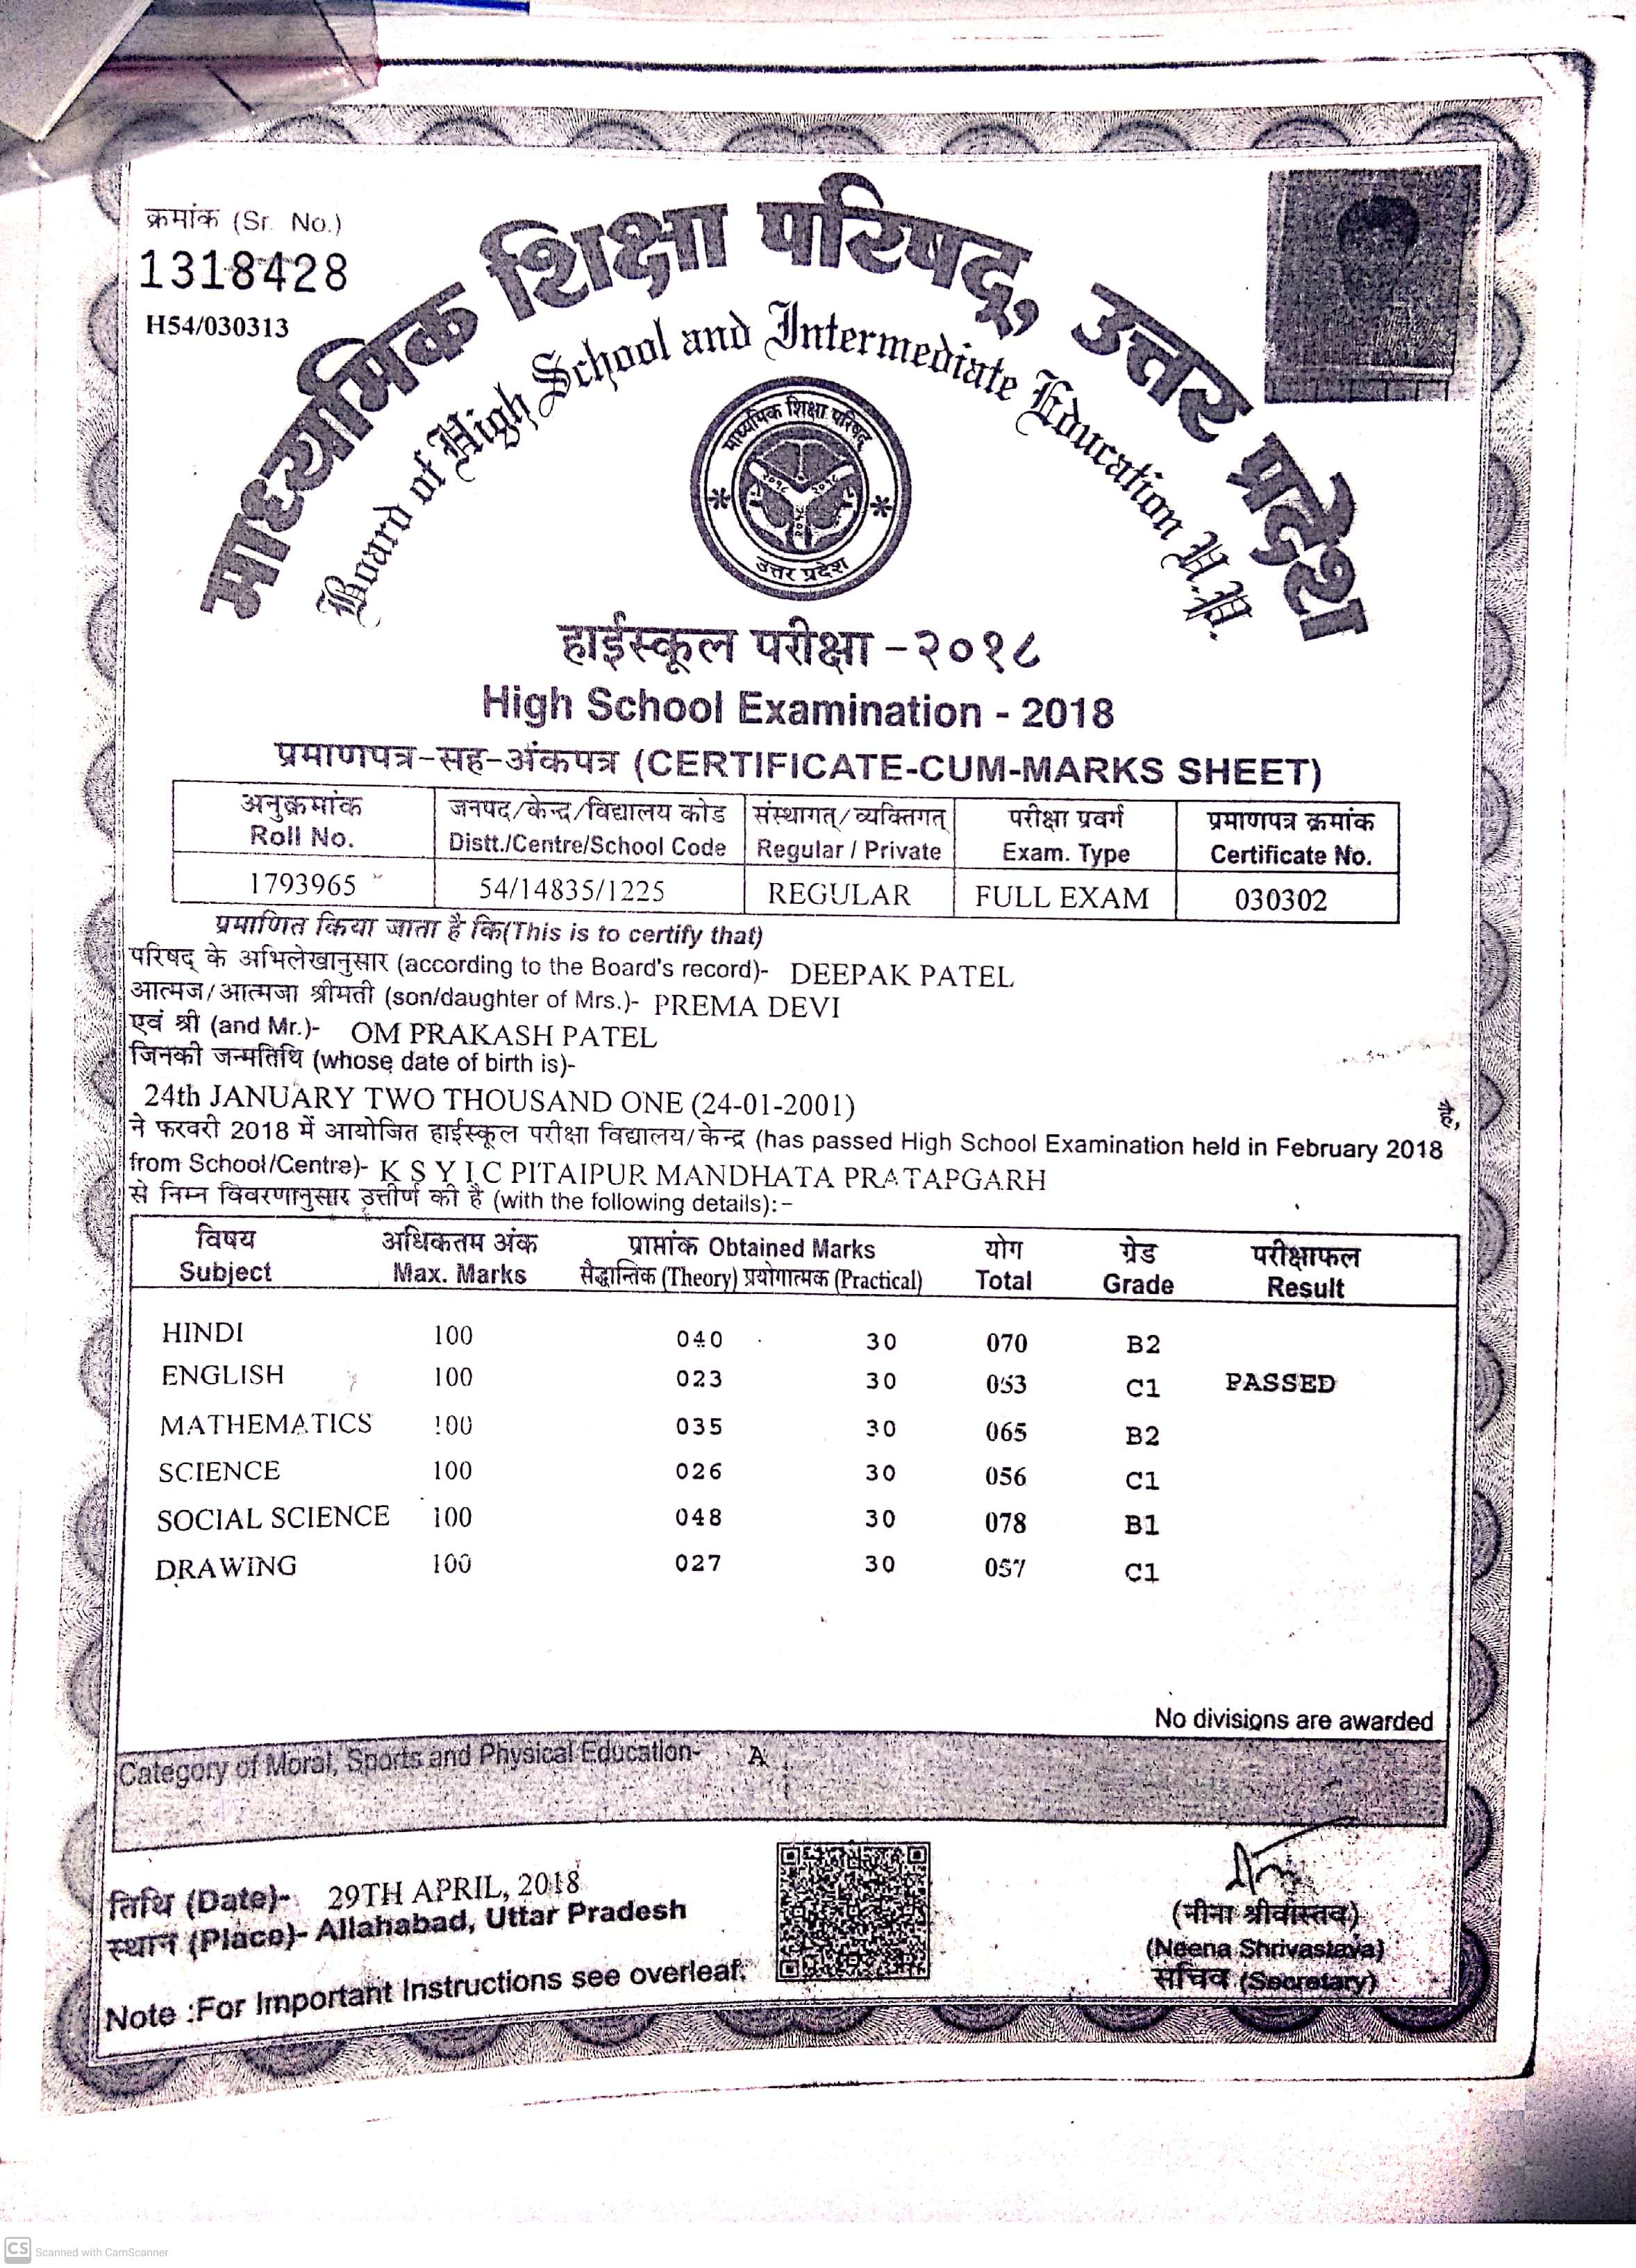 क्रमांक (Sr. No.)
1318428
H54/030313
माध्यमिक शिक्षा परिषद्, उत्तर प्रदेश
Board of High School and Intermediate Education U.P.
माध्यमिक शिक्षा परिषद्
उत्तर प्रदेश
हाईस्कूल परीक्षा -२०१८
High School Examination - 2018
प्रमाणपत्र-सह-अंकपत्र (CERTIFICATE-CUM-MARKS SHEET)
अनुक्रमांक जनपद/केन्द्र/विद्यालय कोड संस्थागत्/व्यक्तिगत् परीक्षा प्रवर्ग प्रमाणपत्र क्रमांक
Roll No. Distt./Centre/School Code Regular / Private Exam. Type Certificate No.
1793965 54/14835/1225 REGULAR FULL EXAM 030302
प्रमाणित किया जाता है कि(This is to certify that)
परिषद् के अभिलेखानुसार (according to the Board's record)- DEEPAK PATEL
आत्मज/आत्मजा श्रीमती (son/daughter of Mrs.)- PREMA DEVI
एवं श्री (and Mr.)- OM PRAKASH PATEL
जिनकी जन्मतिथि (whose date of birth is)-
24th JANUARY TWO THOUSAND ONE (24-01-2001) है,
ने फरवरी 2018 में आयोजित हाईस्कूल परीक्षा विद्यालय/केन्द्र (has passed High School Examination held in February 2018
from School/Centre)- K S Y I C PITAIPUR MANDHATA PRATAPGARH
से निम्न विवरणानुसार उत्तीर्ण की है (with the following details):-
विषय अधिकतम अंक प्राप्तांक Obtained Marks योग ग्रेड परीक्षाफल
Subject Max. Marks सैद्धान्तिक (Theory) प्रयोगात्मक (Practical) Total Grade Result
HINDI 100 040 30 070 B2
ENGLISH 100 023 30 053 C1 PASSED
MATHEMATICS 100 035 30 065 B2
SCIENCE 100 026 30 056 C1
SOCIAL SCIENCE 100 048 30 078 B1
DRAWING 100 027 30 057 C1
No divisions are awarded
Category of Moral, Sports and Physical Education- A
तिथि (Date)- 29TH APRIL, 2018
स्थान (Place)- Allahabad, Uttar Pradesh
Note :For Important Instructions see overleaf.
(नीना श्रीवास्तव)
(Neena Shrivastava)
सचिव (Secretary)
CS Scanned with CamScanner